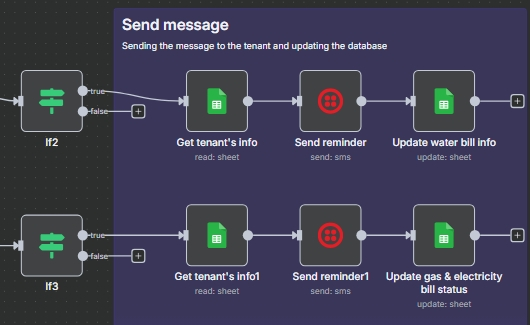 Send message
Sending the message to the tenant and updating the database
true
false
If2
Get tenant's info
read: sheet
Send reminder
send: sms
Update water bill info
update: sheet
true
false
If3
Get tenant's info1
read: sheet
Send reminder1
send: sms
Update gas & electricity
bill status
update: sheet